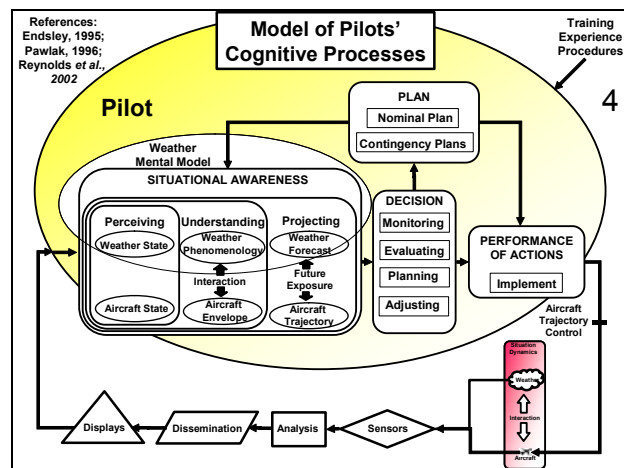 References:
Endsley, 1995;
Pawlak, 1996;
Reynolds et al.,
2002
Model of Pilots’
Cognitive Processes
Training
Experience
Procedures
4
Pilot
PLAN
Nominal Plan
Contingency Plans
Weather
Mental Model
SITUATIONAL AWARENESS
Perceiving
Weather State
Aircraft State
Understanding
Weather
Phenomenology
Interaction
Aircraft
Envelope
Projecting
Weather
Forecast
Future
Exposure
Aircraft
Trajectory
DECISION
Monitoring
Evaluating
Planning
Adjusting
PERFORMANCE
OF ACTIONS
Implement
Aircraft
Trajectory
Control
Situation
Dynamics
Weather
Interaction
Aircraft
Displays
Dissemination
Analysis
Sensors